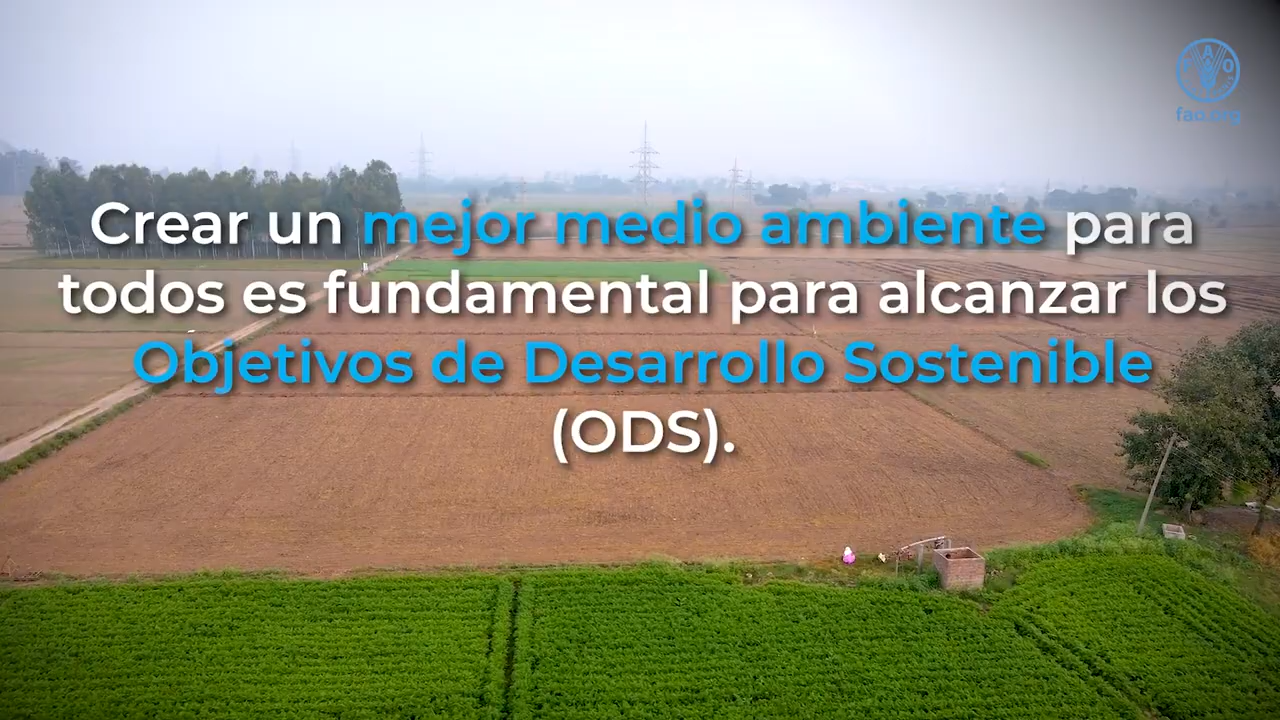 fao.org
Crear un mejor medio ambiente para
todos es fundamental para alcanzar los
Objetivos de Desarrollo Sostenible
(ODS).